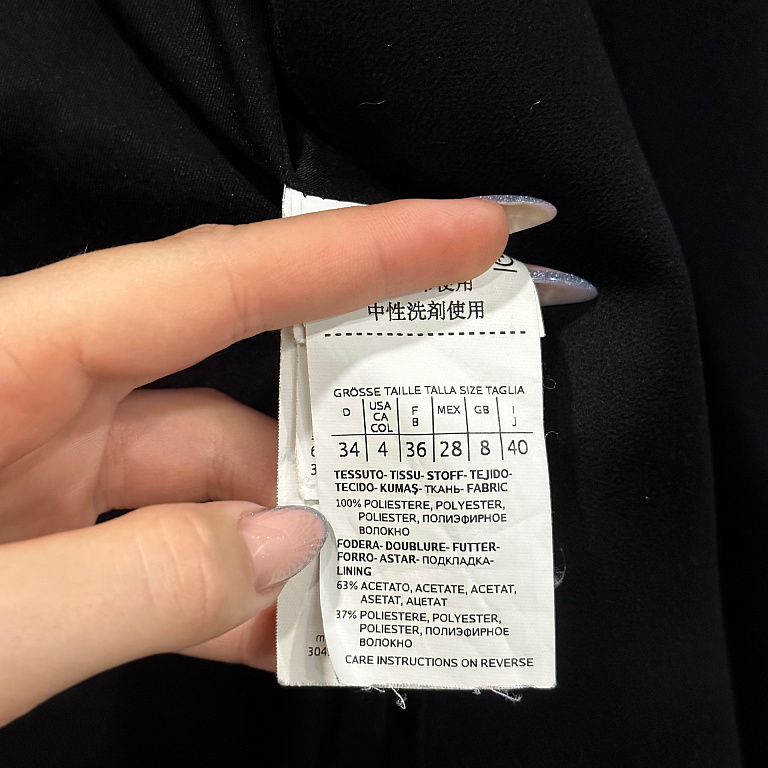 使用
中性洗剤使用
GRÖSSE TAILLE TALLA SIZE TAGLIA
D USA CA COL F B MEX GB I J
34 4 36 28 8 40
TESSUTO- TISSU- STOFF- TEJIDO-
TECIDO- KUMAŞ- ТКАНЬ- FABRIC
100% POLIESTERE, POLYESTER,
POLIESTER, ПОЛИЭФИРНОЕ
ВОЛОКНО
FODERA- DOUBLURE- FUTTER-
FORRO- ASTAR- ПОДКЛАДКА-
LINING
63% ACETATO, ACETATE, ACETAT,
ASETAT, АЦЕТАТ
37% POLIESTERE, POLYESTER,
POLIESTER, ПОЛИЭФИРНОЕ
ВОЛОКНО
CARE INSTRUCTIONS ON REVERSE